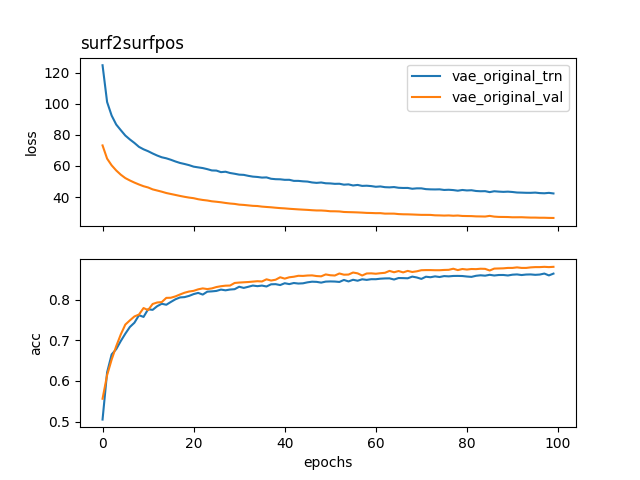 surf2surfpos
120
100
80
60
40
loss
vae_original_trn
vae_original_val
0.8
0.7
0.6
0.5
acc
0 20 40 60 80 100
epochs